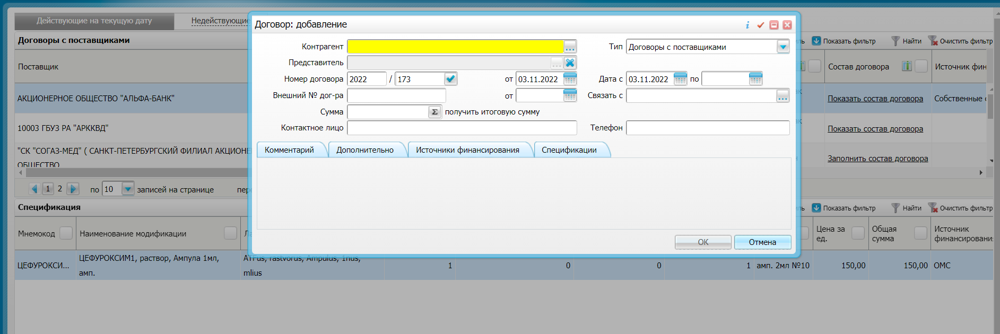 Действующие на текущую дату
Недействующие
Договоры с поставщиками
Показать фильтр
Найти
Очистить фильтр
Поставщик
Состав договора
Источник фин
АКЦИОНЕРНОЕ ОБЩЕСТВО "АЛЬФА-БАНК"
Показать состав договора
Собственные
10003 ГБУЗ РА "АРККВД"
Показать состав договора
"СК "СОГАЗ-МЕД" ( САНКТ-ПЕТЕРБУРГСКИЙ ФИЛИАЛ АКЦИОНЕ
ОБЩЕСТВО
Заполнить состав договора
1 2 по 10 записей на странице
пере
Договор: добавление
Контрагент
...
Тип
Договоры с поставщиками
Представитель
...
Номер договора 2022 / 173
от 03.11.2022
Дата с 03.11.2022 по
Внешний № дог-ра
от
Связать с
...
Сумма
Σ получить итоговую сумму
Контактное лицо
Телефон
Комментарий
Дополнительно
Источники финансирования
Спецификации
ОК
Отмена
Спецификация
Показать фильтр
Найти
Очистить фильтр
Мнемокод
Наименование модификации
Ла
Цена за
ед.
Общая
сумма
Источник
финансировани
ЦЕФУРОКСИ...
ЦЕФУРОКСИМ1, раствор, Ампула 1мл,
амп.
ATFus, rastvorus, Ampulus, 1nus,
mlius
1
0
0
1
амп. 2мл №10
150,00
150,00
ОМС